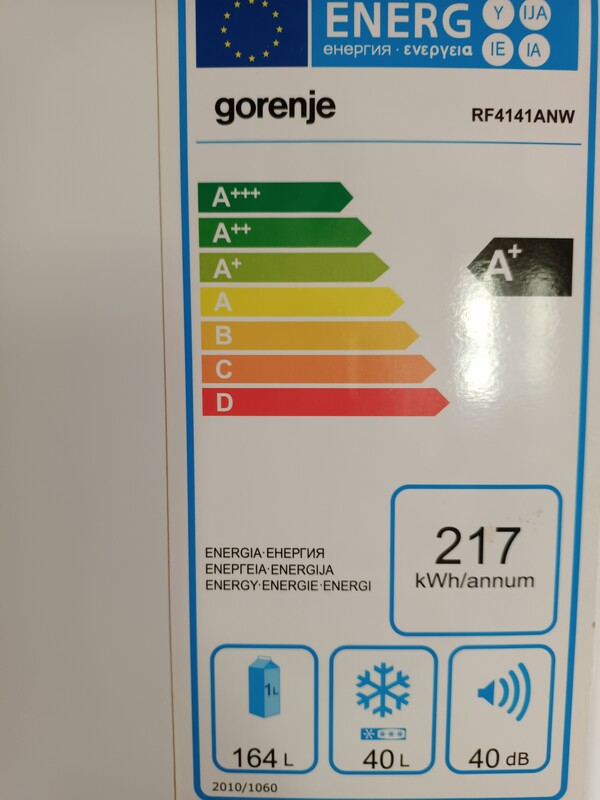 ENERG Y IJA
енергия · ενεργεια IE IA
gorenje
RF4141ANW
A+++
A++
A+
A+
A
B
C
D
217
kWh/annum
ENERGIA·ЕНЕРГИЯ
ΕΝΕΡΓΕΙΑ·ENERGIJA
ENERGY·ENERGIE·ENERGI
1L
164 L
40 L
40 dB
2010/1060